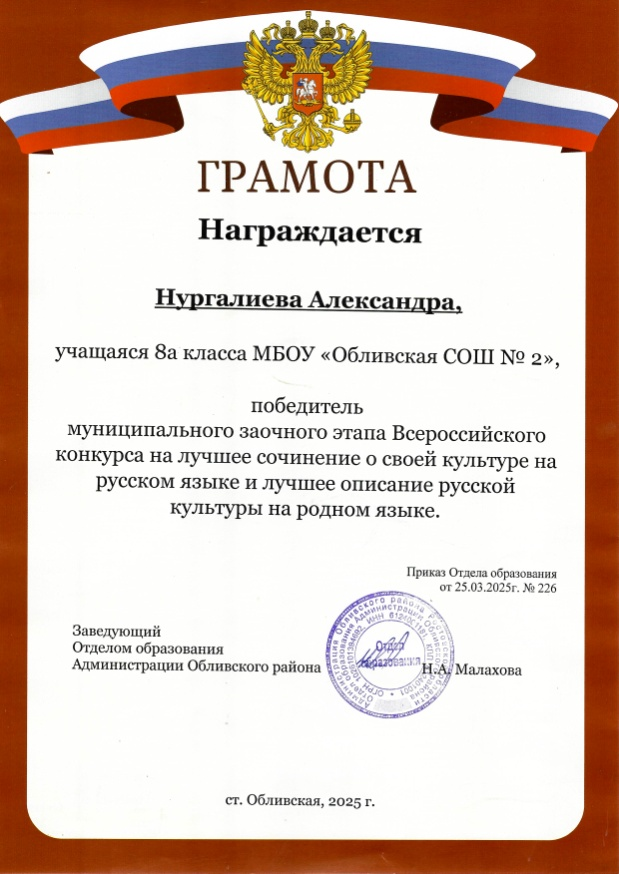 ГРАМОТА
Награждается
Нургалиева Александра,
учащаяся 8а класса МБОУ «Обливская СОШ № 2»,
победитель
муниципального заочного этапа Всероссийского
конкурса на лучшее сочинение о своей культуре на
русском языке и лучшее описание русской
культуры на родном языке.
Приказ Отдела образования
от 25.03.2025г. № 226
Заведующий
Отделом образования
Администрации Обливского района
Н.А. Малахова
Отдел
образования
ст. Обливская, 2025 г.